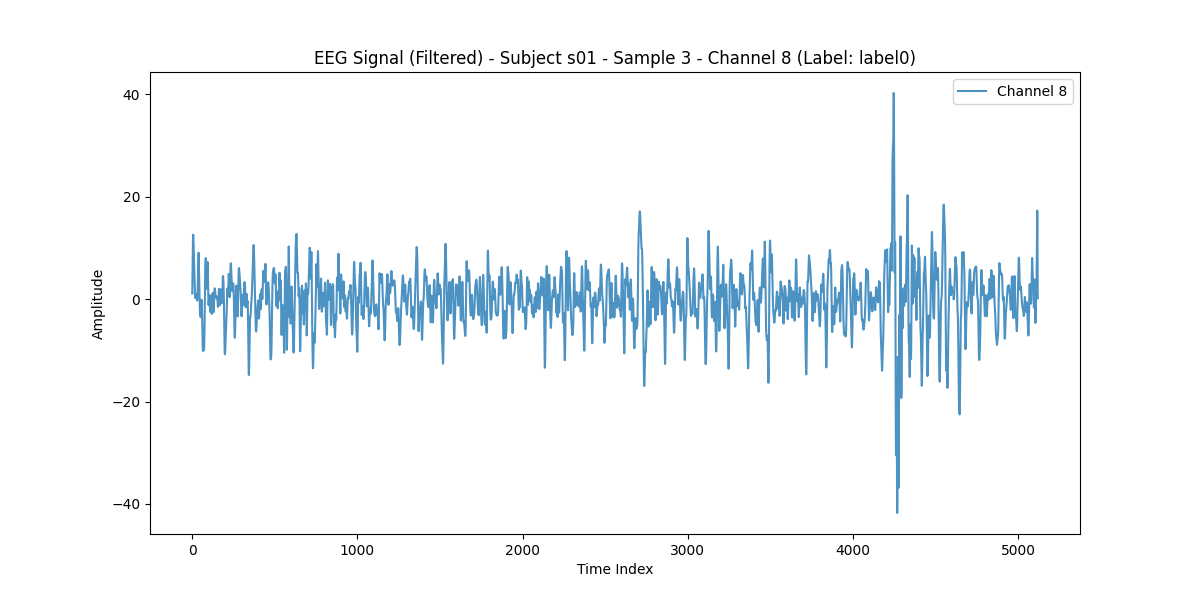 EEG Signal (Filtered) - Subject s01 - Sample 3 - Channel 8 (Label: label0)
Channel 8
40
20
0
−20
−40
Amplitude
0 1000 2000 3000 4000 5000
Time Index